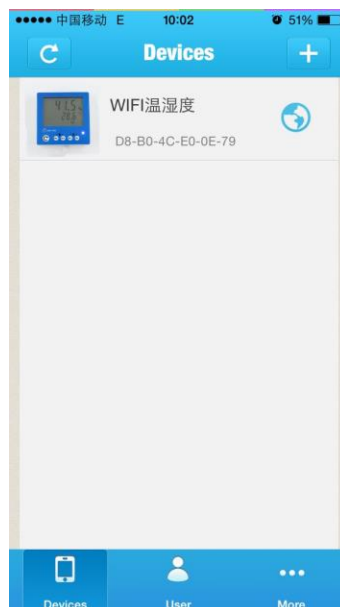 中国移动 E 10:02 51%
Devices
WIFI温湿度
D8-B0-4C-E0-0E-79
Devices User More